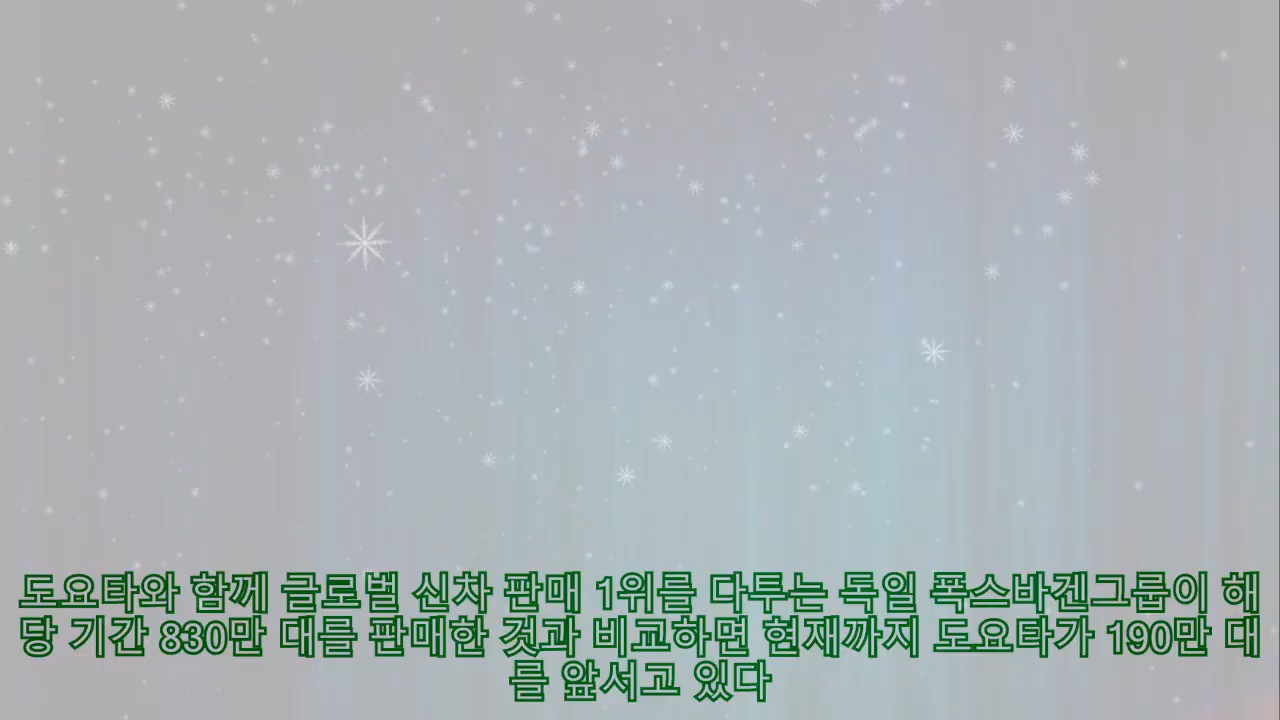 도요타와 함께 글로벌 신차 판매 1위를 다투는 독일 폭스바겐그룹이 해
당 기간 830만 대를 판매한 것과 비교하면 현재까지 도요타가 190만 대
를 앞서고 있다